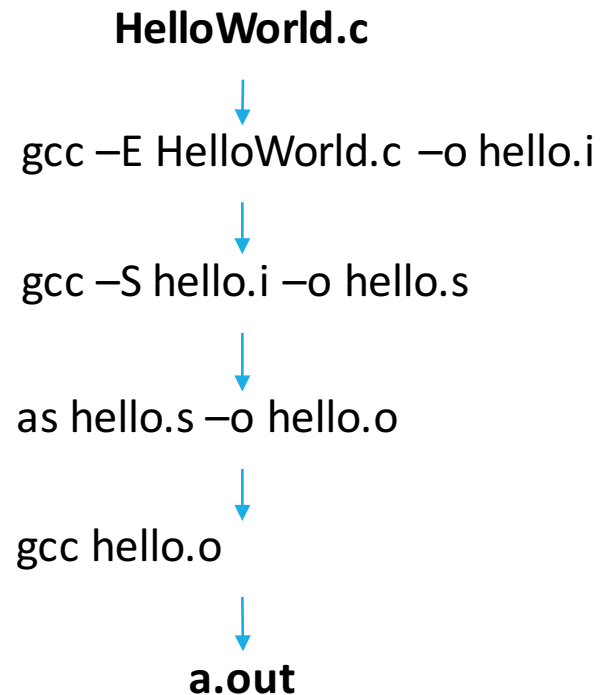 HelloWorld.c
gcc –E HelloWorld.c –o hello.i
gcc –S hello.i –o hello.s
as hello.s –o hello.o
gcc hello.o
a.out